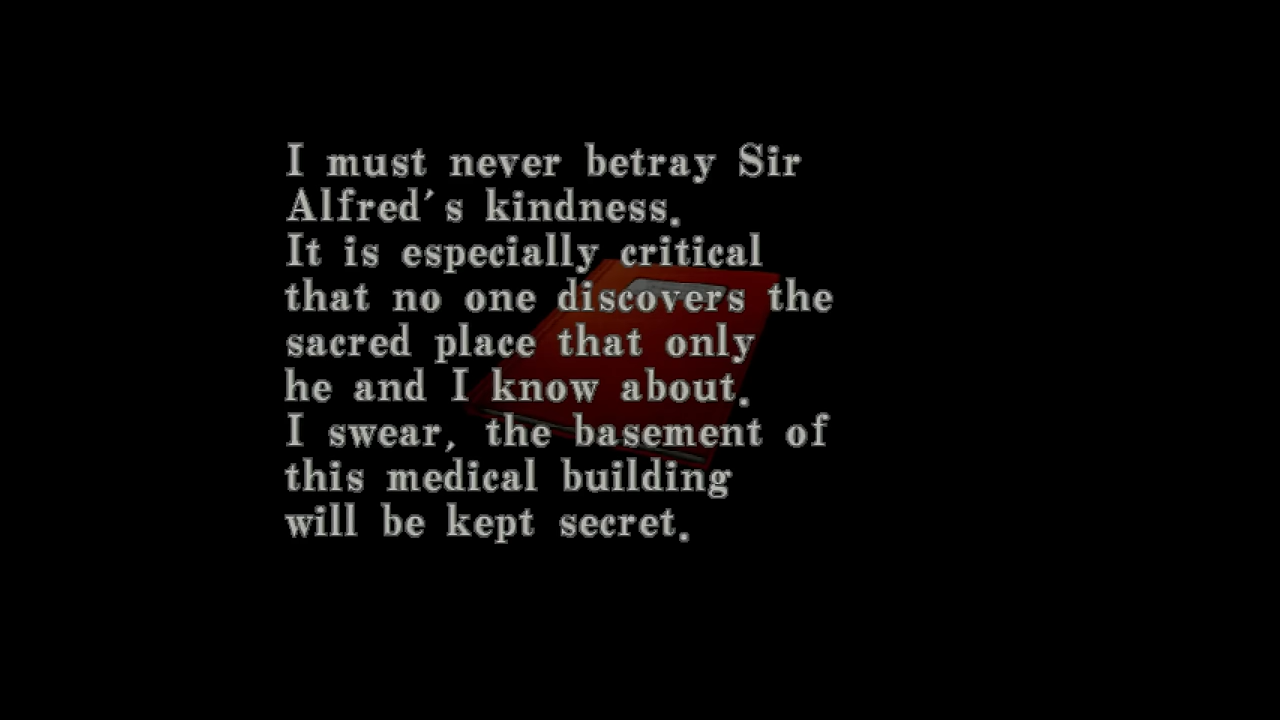 I must never betray Sir
Alfred's kindness.
It is especially critical
that no one discovers the
sacred place that only
he and I know about.
I swear, the basement of
this medical building
will be kept secret.